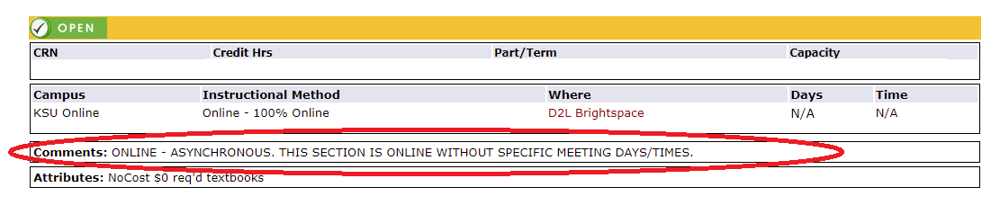 OPEN
CRN Credit Hrs Part/Term Capacity
Campus Instructional Method Where Days Time
KSU Online Online - 100% Online D2L Brightspace N/A N/A
Comments: ONLINE - ASYNCHRONOUS. THIS SECTION IS ONLINE WITHOUT SPECIFIC MEETING DAYS/TIMES.
Attributes: NoCost $0 req'd textbooks